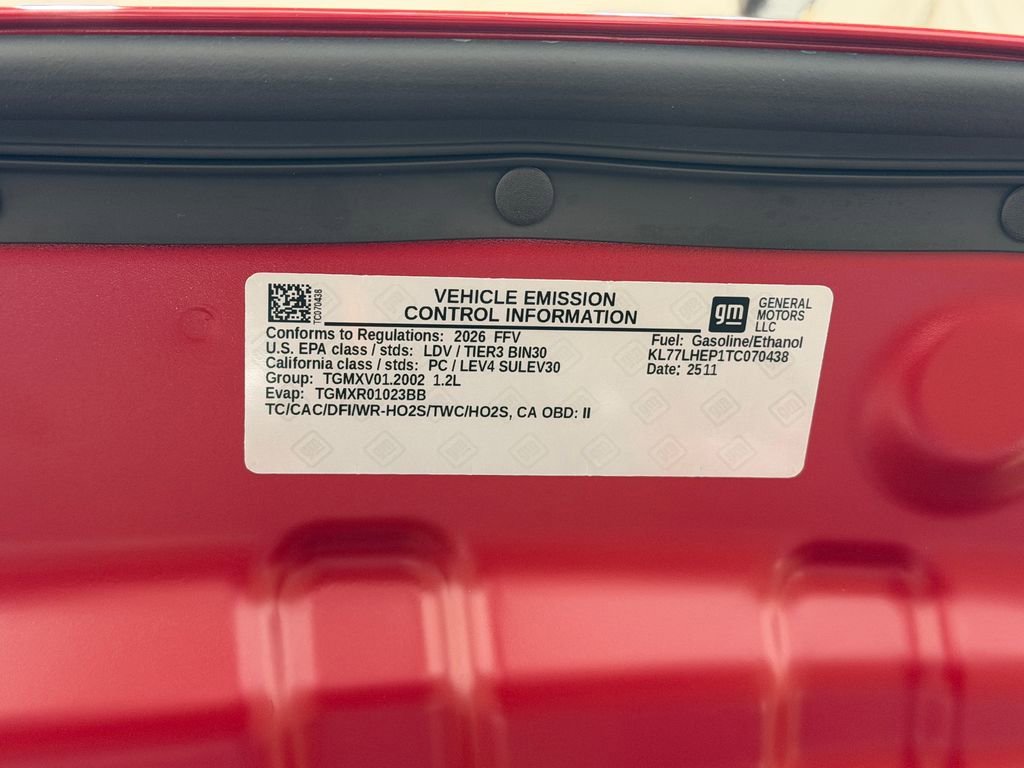 TC070438
VEHICLE EMISSION
CONTROL INFORMATION
gm
GENERAL
MOTORS
LLC
Conforms to Regulations: 2026 FFV
U.S. EPA class / stds: LDV / TIER3 BIN30
California class / stds: PC / LEV4 SULEV30
Group: TGMXV01.2002 1.2L
Evap: TGMXR01023BB
TC/CAC/DFI/WR-HO2S/TWC/HO2S, CA OBD: II
Fuel: Gasoline/Ethanol
KL77LHEP1TC070438
Date: 2511